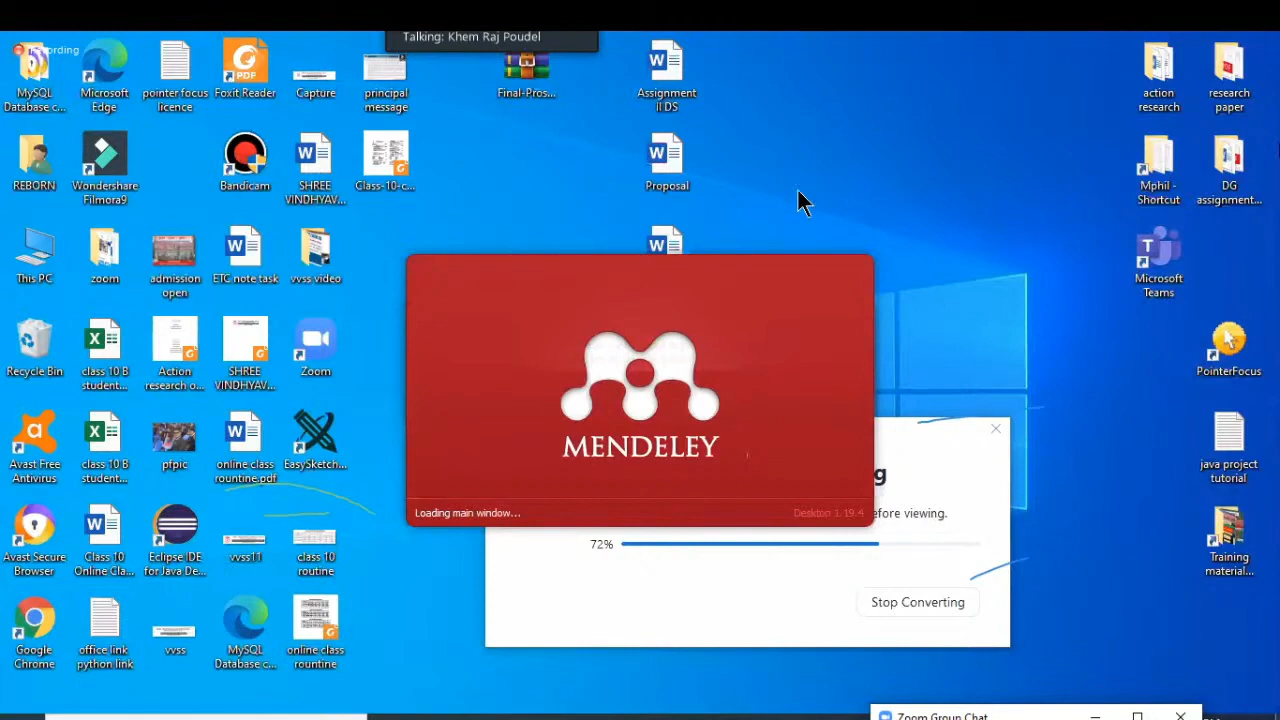 Talking: Khem Raj Poudel
Recording
MySQL
Database c...
Microsoft
Edge
pointer focus
licence
PDF
Foxit Reader
Capture
principal
message
Final-Pros...
Assignment
II DS
action
research
research
paper
REBORN
Wondershare
Filmora9
Bandicam
SHREE
VINDHYAV...
Class-10-c...
Proposal
Mphil -
Shortcut
DG
assignment...
This PC
zoom
admission
open
ETC note task
vvss video
Microsoft
Teams
Recycle Bin
class 10 B
student...
Action
research o...
SHREE
VINDHYAV...
Zoom
PointerFocus
Avast Free
Antivirus
class 10 B
student...
pfpic
online class
rountine.pdf
EasySketch...
java project
tutorial
MENDELEY
Loading main window...
Desktop 1.19.4
g
efore viewing.
72%
Stop Converting
Avast Secure
Browser
Class 10
Online Cla...
Eclipse IDE
for Java De...
vvss11
class 10
routine
Training
material...
Google
Chrome
office link
python link
vvss
MySQL
Database c...
online class
rountine
Zoom Group Chat